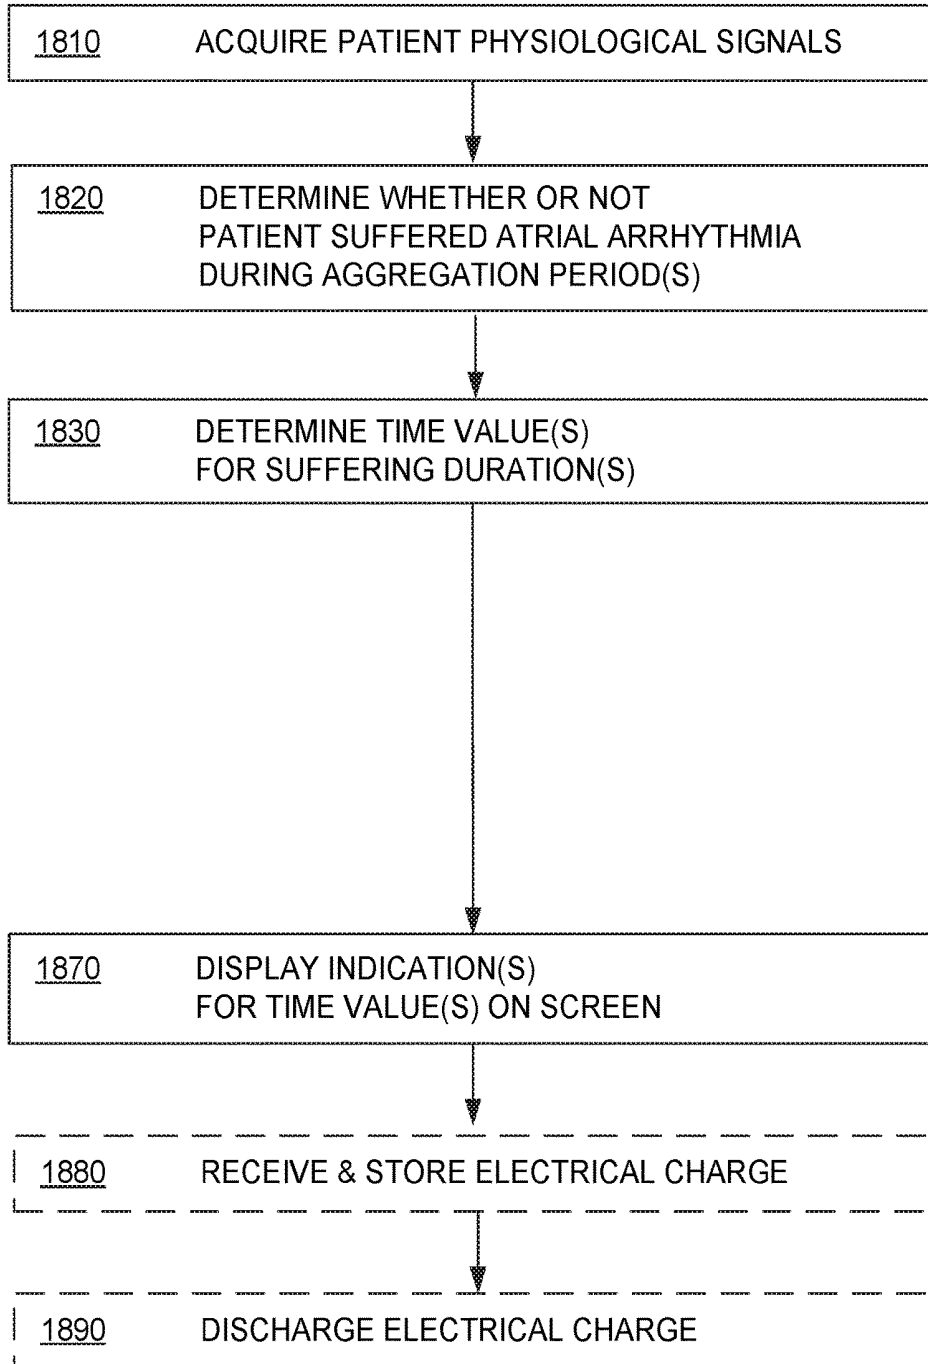 1810 ACQUIRE PATIENT PHYSIOLOGICAL SIGNALS
1820 DETERMINE WHETHER OR NOT
PATIENT SUFFERED ATRIAL ARRHYTHMIA
DURING AGGREGATION PERIOD(S)
1830 DETERMINE TIME VALUE(S)
FOR SUFFERING DURATION(S)
1870 DISPLAY INDICATION(S)
FOR TIME VALUE(S) ON SCREEN
1880 RECEIVE & STORE ELECTRICAL CHARGE
1890 DISCHARGE ELECTRICAL CHARGE